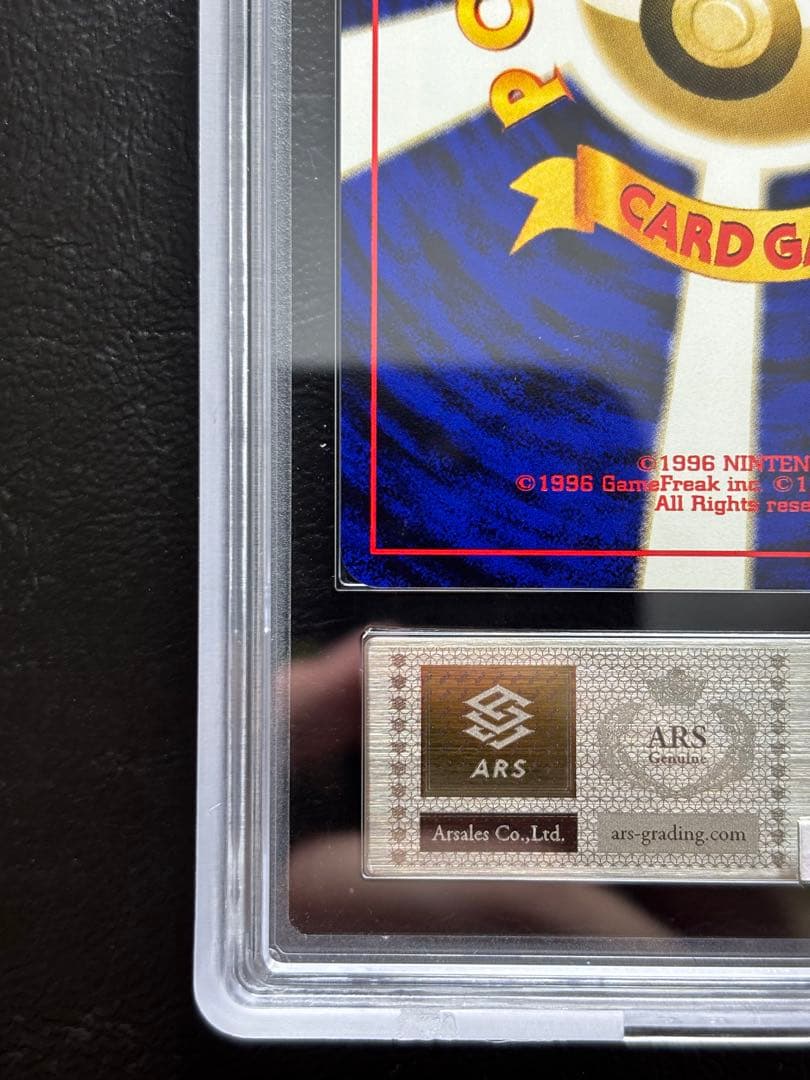 PO
CARD GA
©1996 NINTEN
©1996 GameFreak inc. ©1
All Rights rese
ARS
ARS
Genuine
Arsales Co.,Ltd.
ars-grading.com